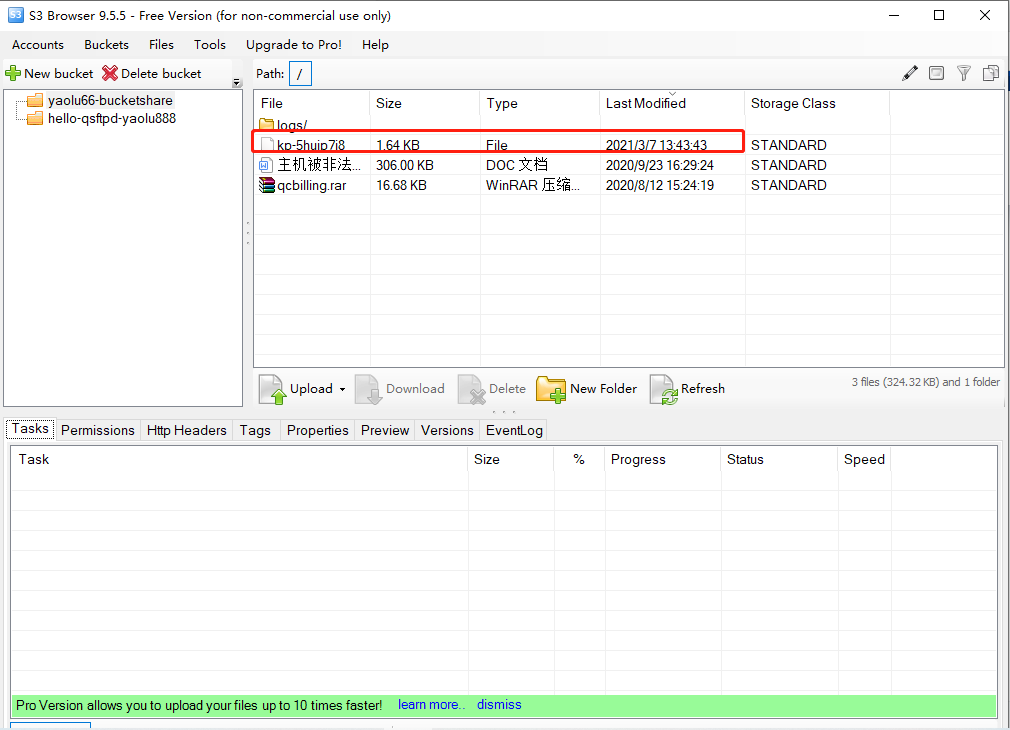 S3 Browser 9.5.5 - Free Version (for non-commercial use only)
Accounts Buckets Files Tools Upgrade to Pro! Help
New bucket Delete bucket Path: /
yaolu66-bucketshare
hello-qsftpd-yaolu888
File Size Type Last Modified Storage Class
logs/
kp-5huip7i8 1.64 KB File 2021/3/7 13:43:43 STANDARD
主机被非法... 306.00 KB DOC 文档 2020/9/23 16:29:24 STANDARD
qcbilling.rar 16.68 KB WinRAR 压缩... 2020/8/12 15:24:19 STANDARD
Upload Download Delete New Folder Refresh 3 files (324.32 KB) and 1 folder
Tasks Permissions Http Headers Tags Properties Preview Versions EventLog
Task Size % Progress Status Speed
Pro Version allows you to upload your files up to 10 times faster! learn more.. dismiss